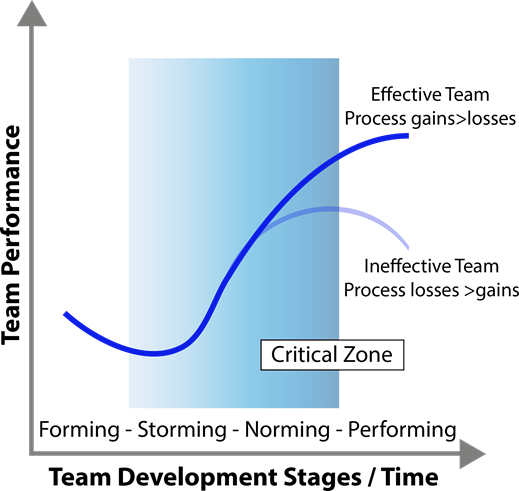 Effective Team
Process gains>losses
Ineffective Team
Process losses >gains
Critical Zone
Forming - Storming - Norming - Performing
Team Development Stages / Time
Team Performance